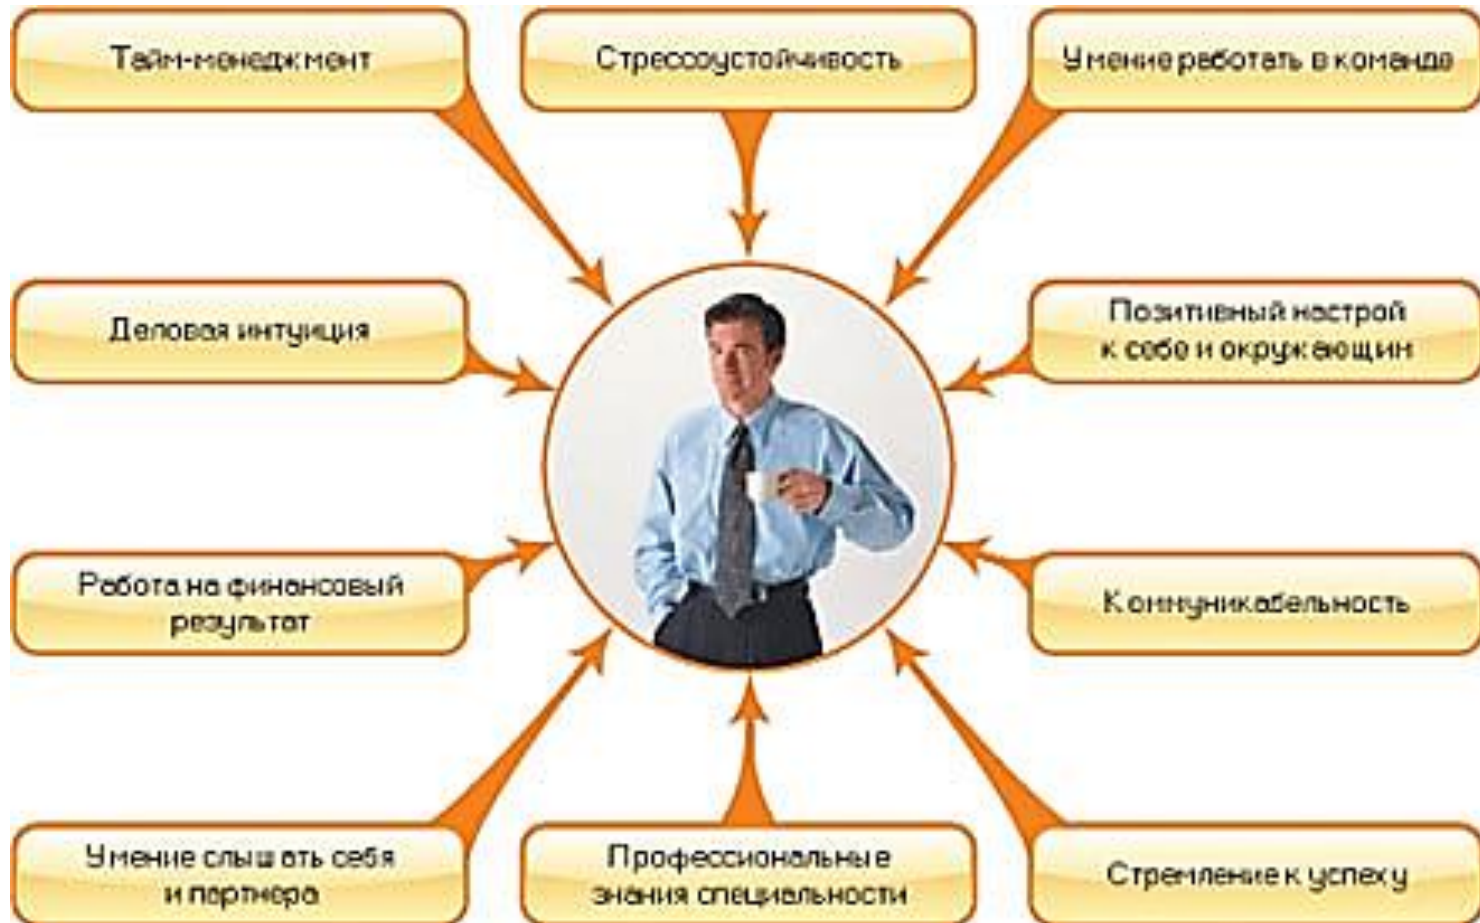 Тайм-менеджмент
Стрессоустойчивость
Умение работать в команде
Деловая интуиция
Позитивный настрой
к себе и окружающим
Работа на финансовый
результат
Коммуникабельность
Умение слышать себя
и партнера
Профессиональные
знания специальности
Стремление к успеху